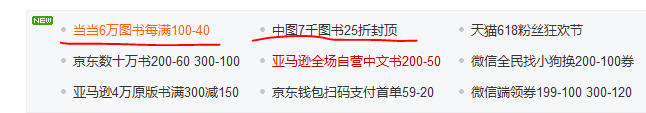 NEW
当当6万图书每满100-40
中图7千图书25折封顶
天猫618粉丝狂欢节
京东数十万书200-60 300-100
亚马逊全场自营中文书200-50
微信全民找小狗换200-100券
亚马逊4万原版书满300减150
京东钱包扫码支付首单59-20
微信端领券199-100 300-120